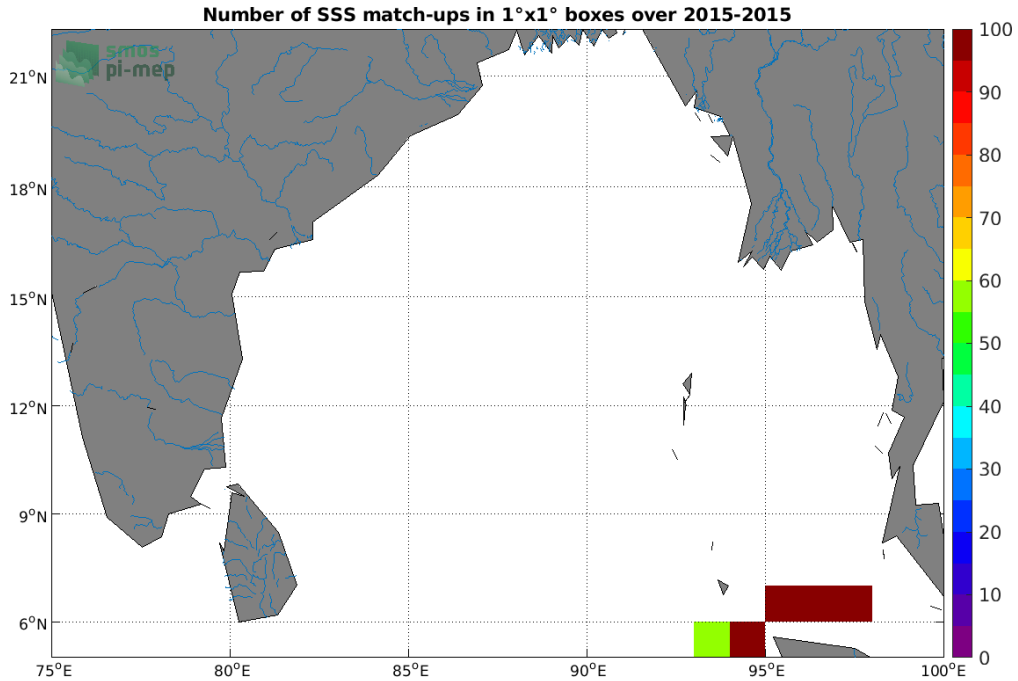 Number of SSS match-ups in 1°x1° boxes over 2015-2015
smos
pi-mep
21°N
18°N
15°N
12°N
9°N
6°N
75°E 80°E 85°E 90°E 95°E 100°E
100
90
80
70
60
50
40
30
20
10
0